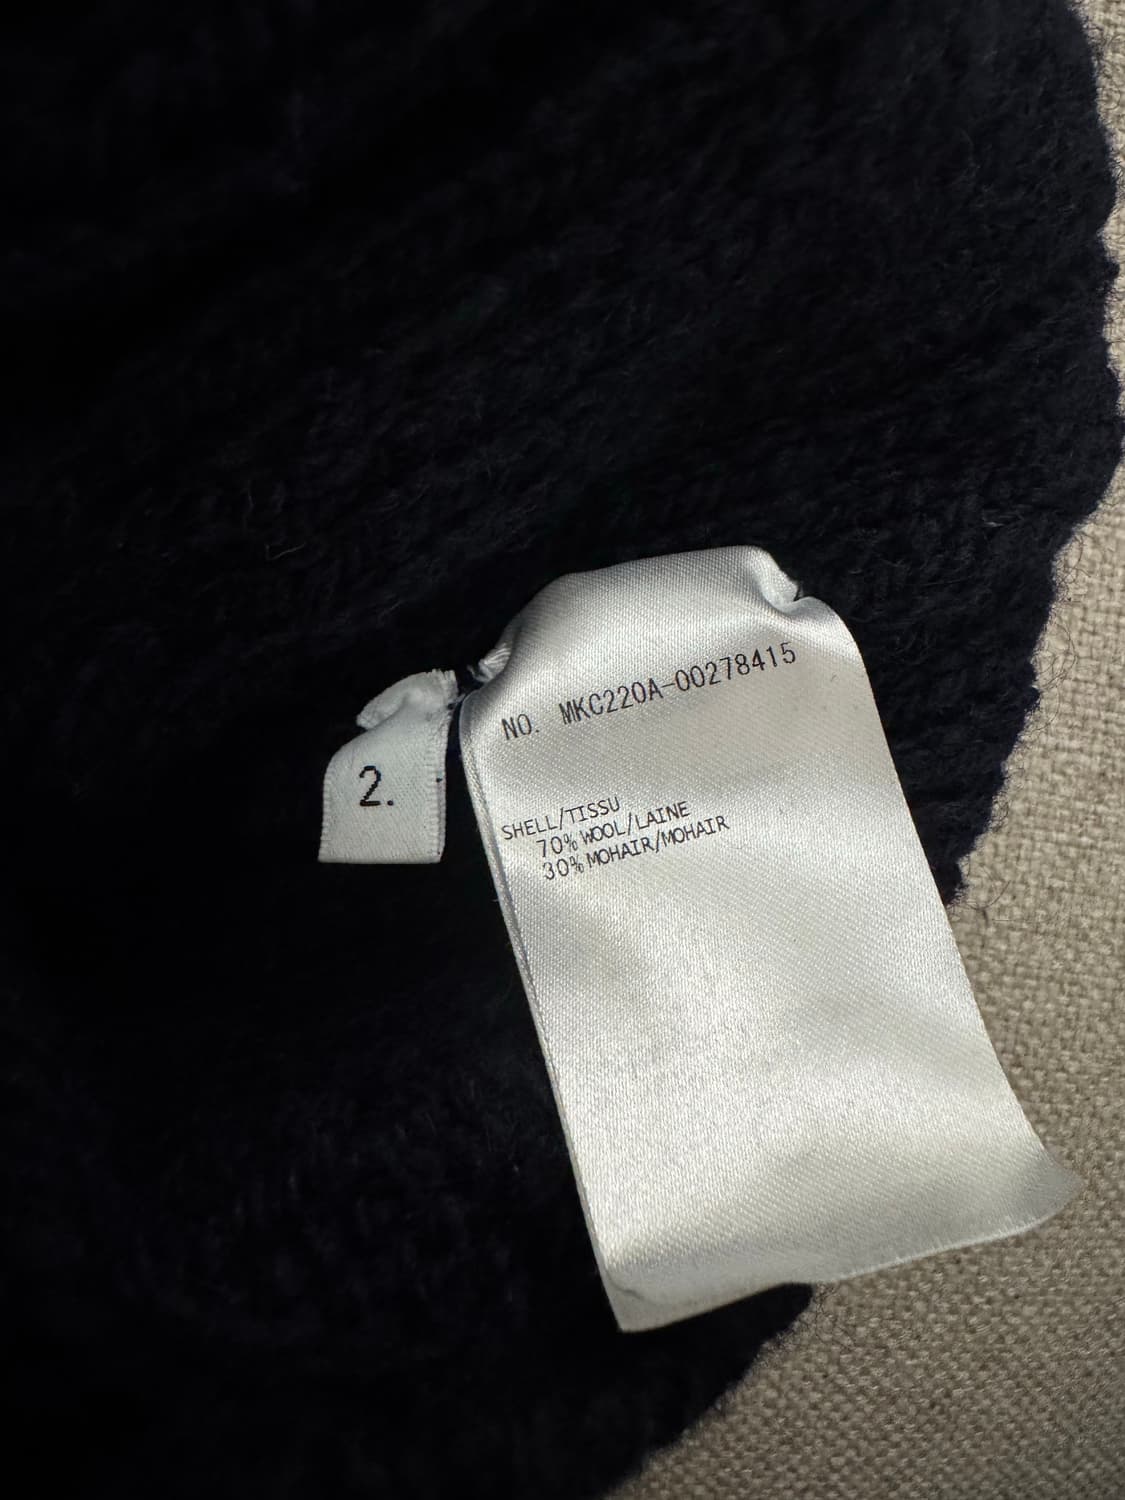 NO. MKC220A-00278415
2.
SHELL/TISSU
70% WOOL/LAINE
30% MOHAIR/MOHAIR